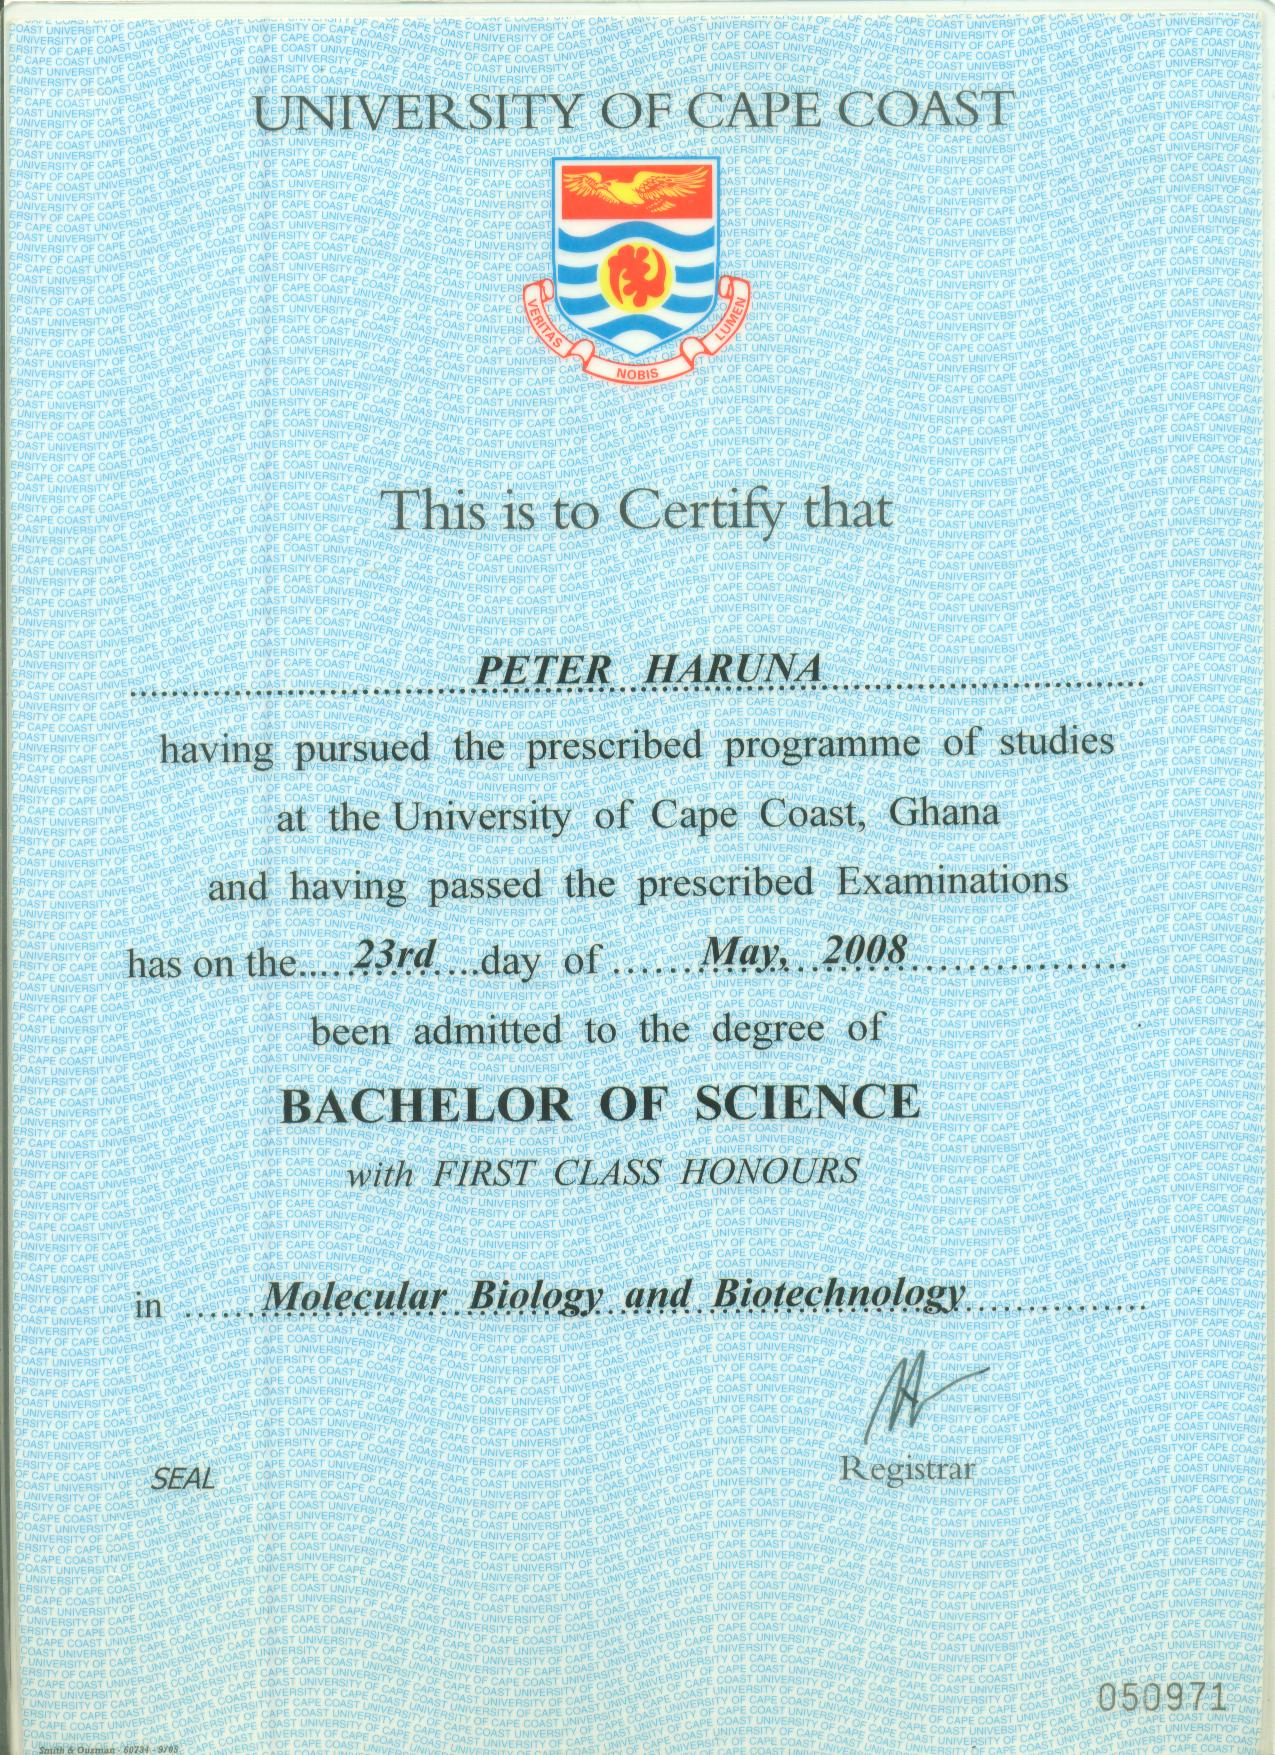 UNIVERSITY OF CAPE COAST
VERITAS
NOBIS
LUMEN
This is to Certify that
PETER HARUNA
having pursued the prescribed programme of studies
at the University of Cape Coast, Ghana
and having passed the prescribed Examinations
has on the.... 23rd ....day of ...... May, 2008 ......
been admitted to the degree of
BACHELOR OF SCIENCE
with FIRST CLASS HONOURS
in ...... Molecular Biology and Biotechnology ......
Registrar
SEAL
050971
Smith & Ouzman - 60734 - 9/05